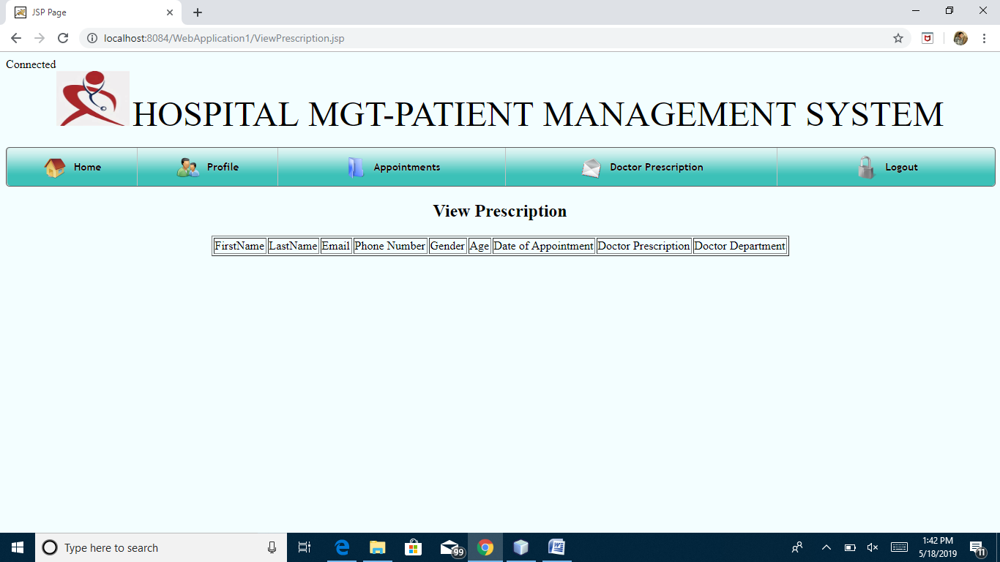 JSP Page
localhost:8084/WebApplication1/ViewPrescription.jsp
Connected
HOSPITAL MGT-PATIENT MANAGEMENT SYSTEM
Home Profile Appointments Doctor Prescription Logout
View Prescription
FirstName LastName Email Phone Number Gender Age Date of Appointment Doctor Prescription Doctor Department
Type here to search
99
1:42 PM
5/18/2019
11